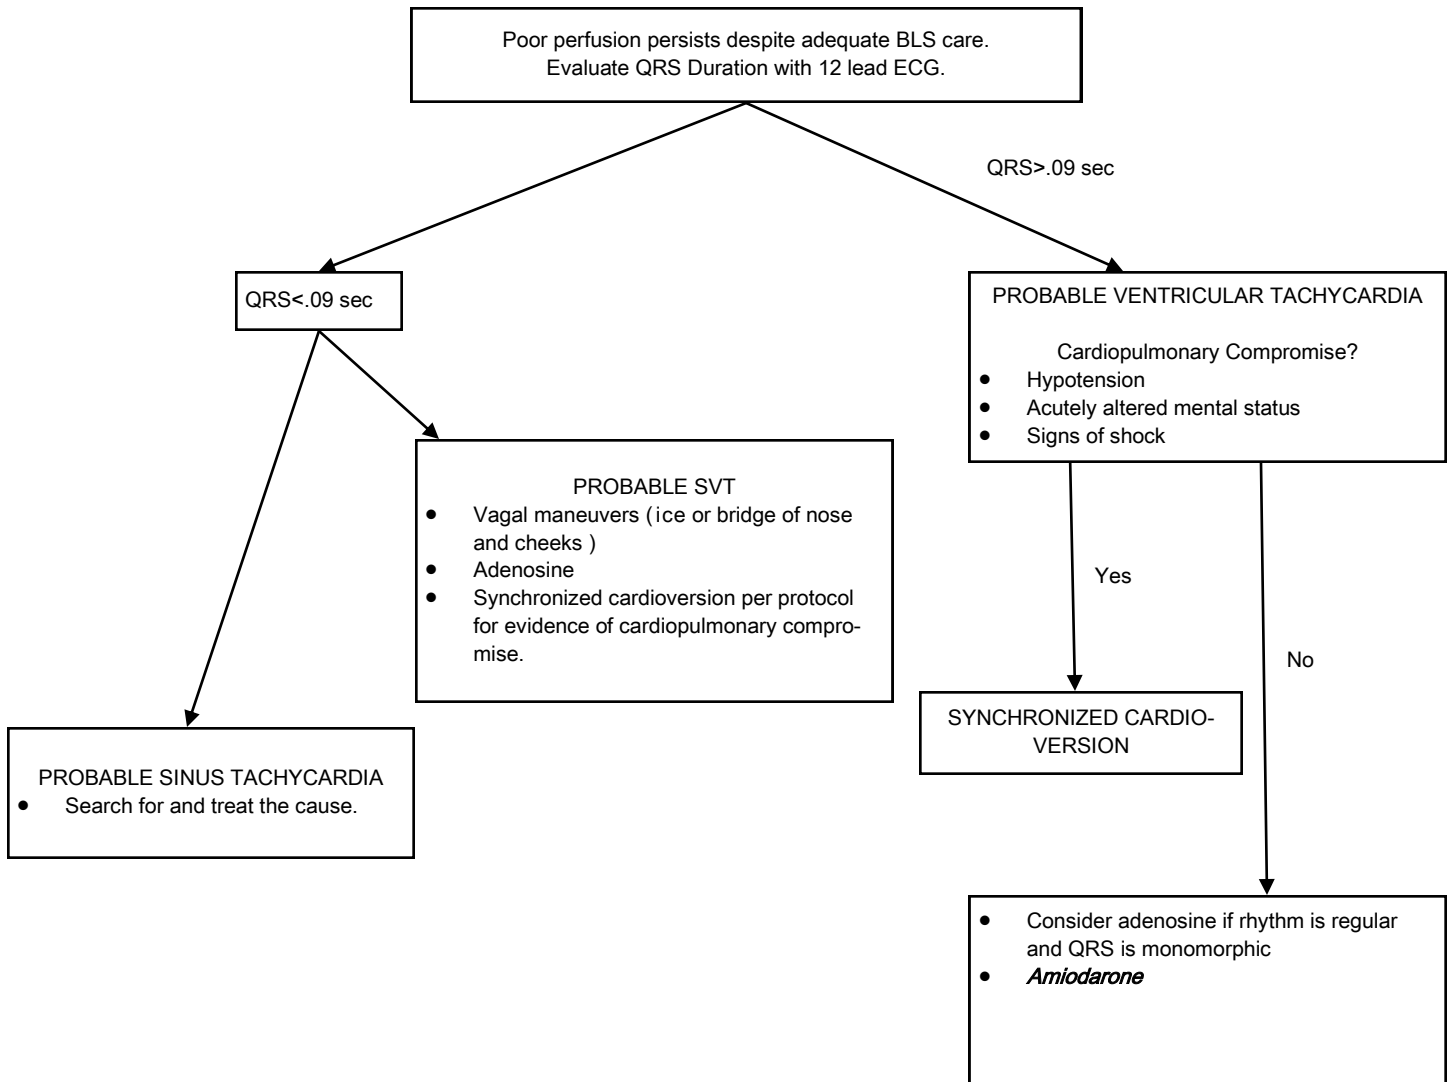 Poor perfusion persists despite adequate BLS care.
Evaluate QRS Duration with 12 lead ECG.
QRS>.09 sec
QRS<.09 sec
PROBABLE VENTRICULAR TACHYCARDIA
Cardiopulmonary Compromise?
• Hypotension
• Acutely altered mental status
• Signs of shock
PROBABLE SVT
• Vagal maneuvers (ice or bridge of nose
and cheeks )
• Adenosine
• Synchronized cardioversion per protocol
for evidence of cardiopulmonary compro-
mise.
Yes
No
SYNCHRONIZED CARDIO-
VERSION
PROBABLE SINUS TACHYCARDIA
• Search for and treat the cause.
• Consider adenosine if rhythm is regular
and QRS is monomorphic
• Amiodarone